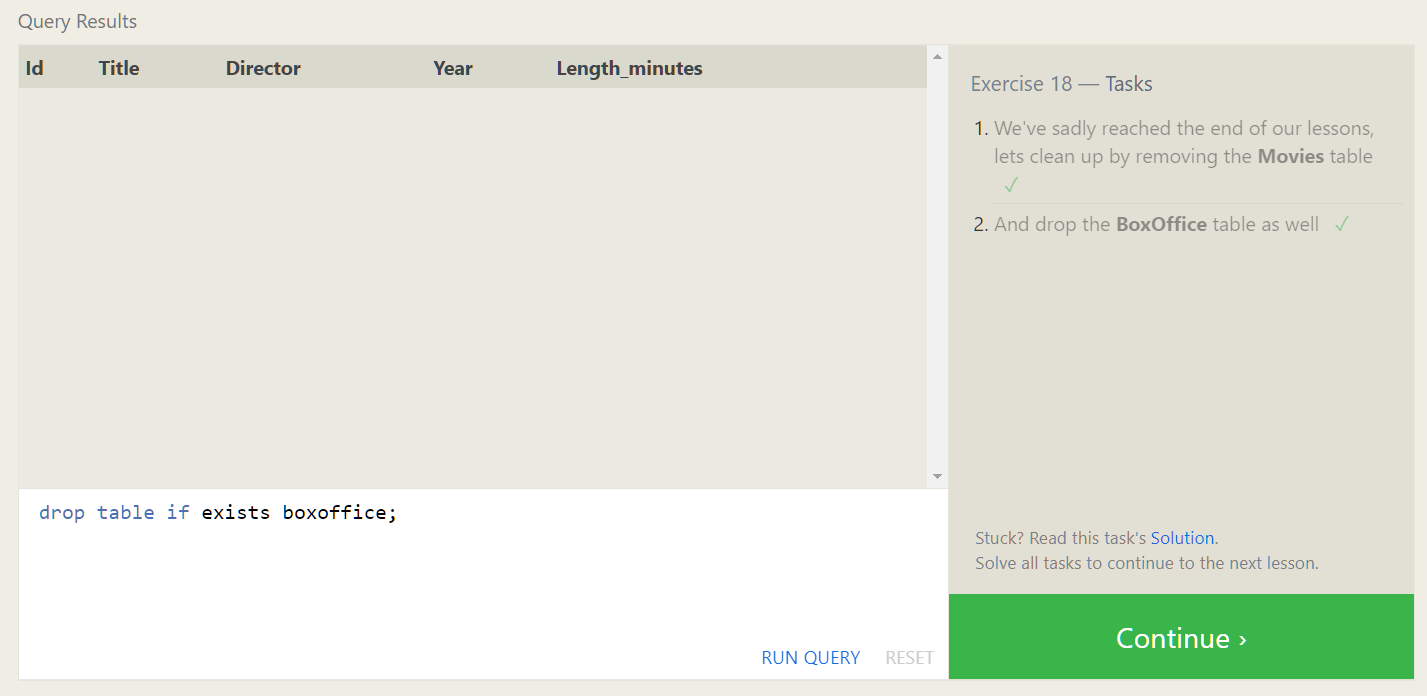 Query Results
Id Title Director Year Length_minutes
drop table if exists boxoffice;
RUN QUERY RESET
Exercise 18 — Tasks
1. We've sadly reached the end of our lessons,
lets clean up by removing the Movies table
✓
2. And drop the BoxOffice table as well ✓
Stuck? Read this task's Solution.
Solve all tasks to continue to the next lesson.
Continue ›